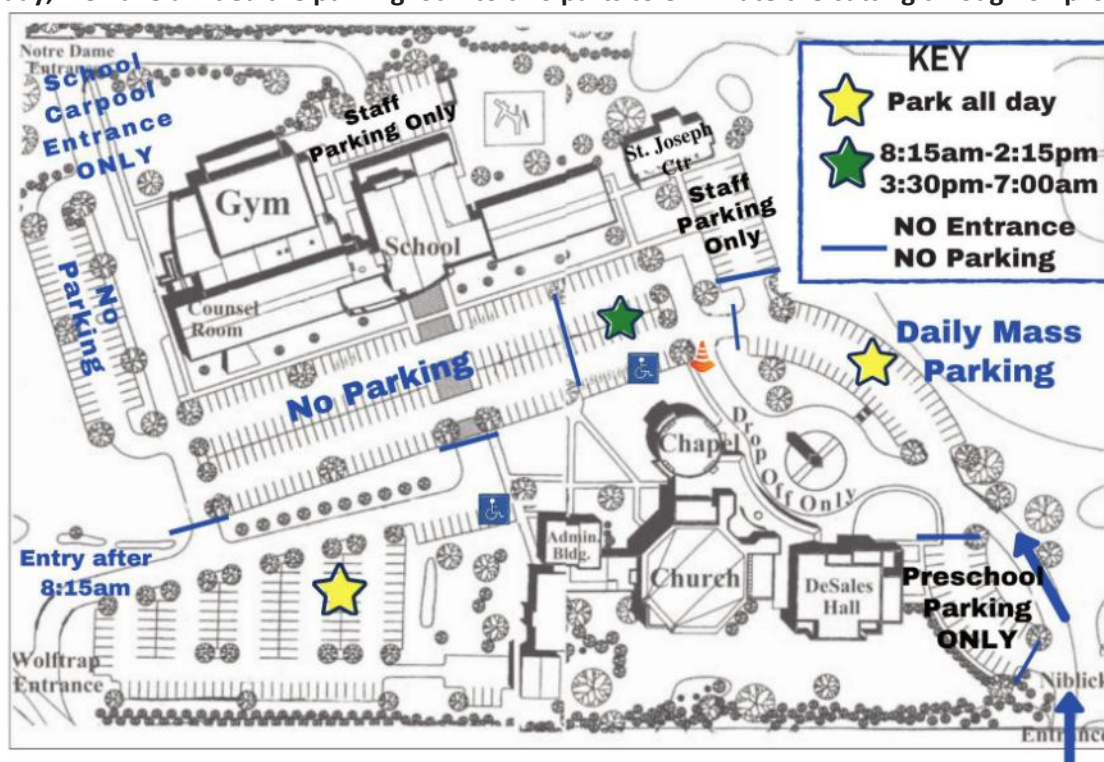 Notre Dame
Entrance
School
Carpool
Entrance
ONLY
Staff
Parking Only
St. Joseph
Ctr
Staff
Parking
Only
KEY
Park all day
8:15am-2:15pm
3:30pm-7:00am
NO Entrance
NO Parking
Gym
School
Counsel
Room
No
Parking
No Parking
Daily Mass
Parking
Chapel
Drop Off Only
Entry after
8:15am
Admin.
Bldg.
Church
DeSales
Hall
Preschool
Parking
ONLY
Wolftrap
Entrance
Niblick
Entrance